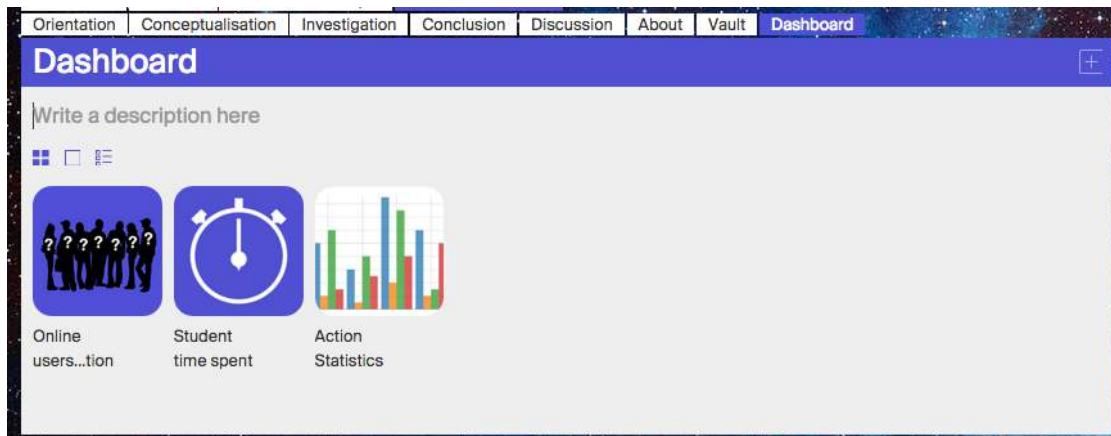 Orientation Conceptualisation Investigation Conclusion Discussion About Vault Dashboard
Dashboard
Write a description here
? ? ? ? ? ? ?
Online users...tion
Student time spent
Action Statistics